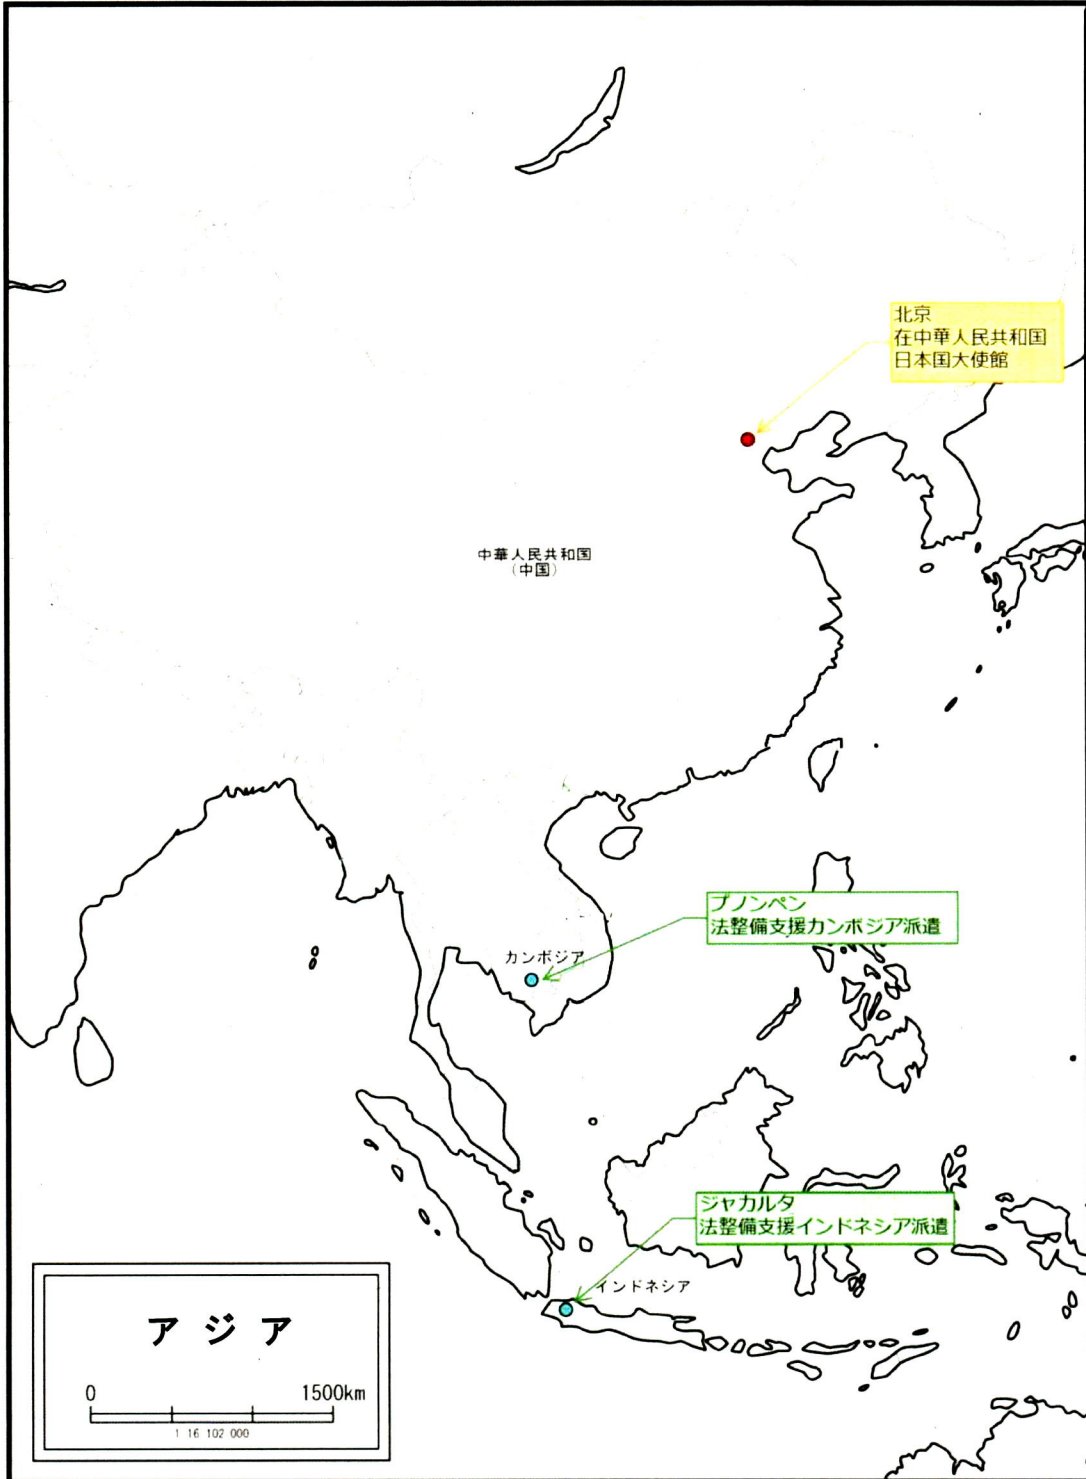 北京
在中華人民共和国
日本国大使館
中華人民共和国
(中国)
プノンペン
法整備支援カンボジア派遣
カンボジア
ジャカルタ
法整備支援インドネシア派遣
インドネシア
アジア
0 1500km
1 16 102 000